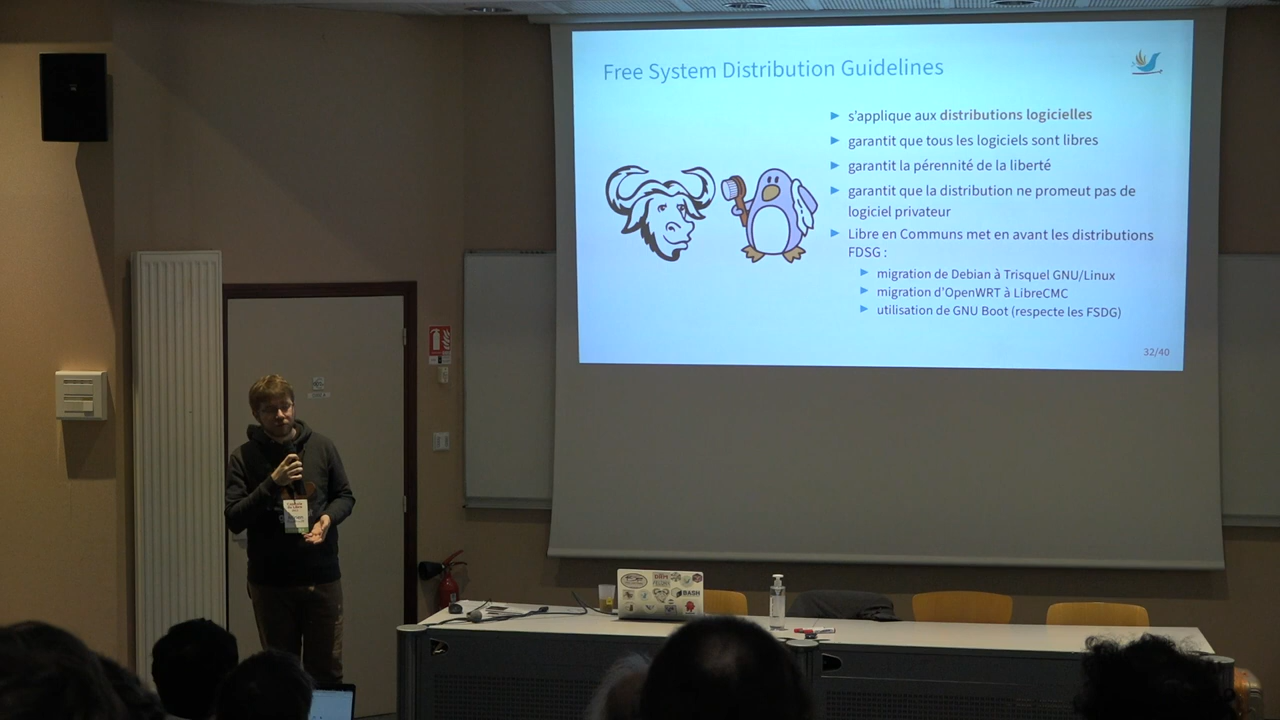 Free System Distribution Guidelines
s'applique aux distributions logicielles
garantit que tous les logiciels sont libres
garantit la pérennité de la liberté
garantit que la distribution ne promeut pas de
logiciel privateur
Libre en Communs met en avant les distributions
FDSG :
migration de Debian à Trisquel GNU/Linux
migration d'OpenWRT à LibreCMC
utilisation de GNU Boot (respecte les FSDG)
32/40
BASH